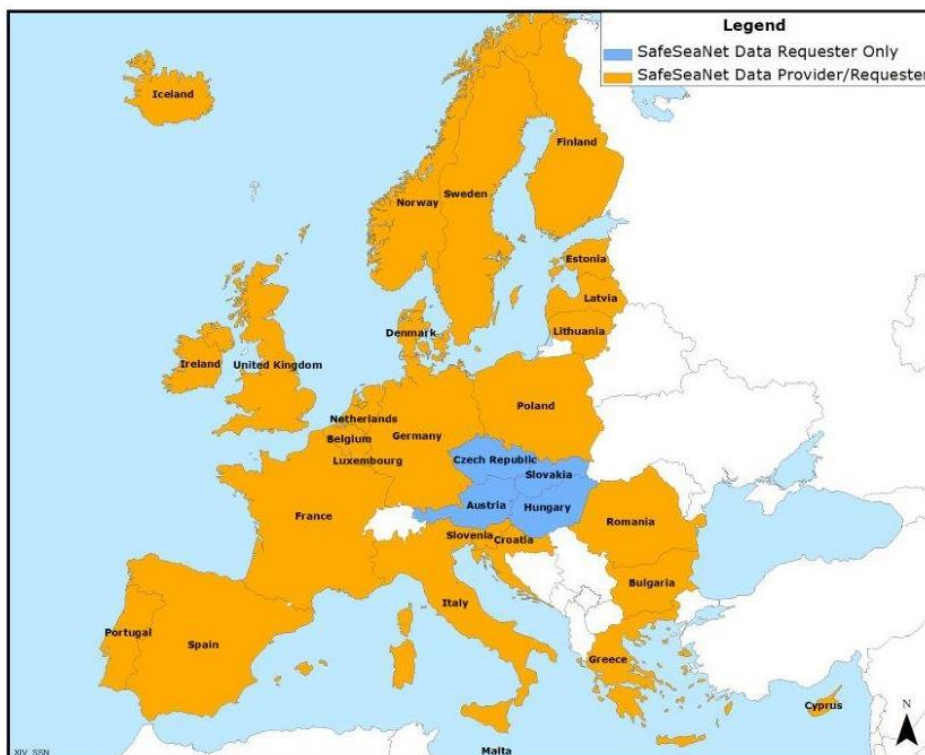 Legend
SafeSeaNet Data Requester Only
SafeSeaNet Data Provider/Requester
Iceland
Finland
Norway
Sweden
Estonia
Latvia
Lithuania
Denmark
Ireland
United Kingdom
Netherlands
Belgium
Germany
Poland
Luxembourg
Czech Republic
Slovakia
Austria
Hungary
France
Slovenia
Croatia
Romania
Bulgaria
Italy
Portugal
Spain
Greece
Cyprus
N
Malta
XIV_SSN